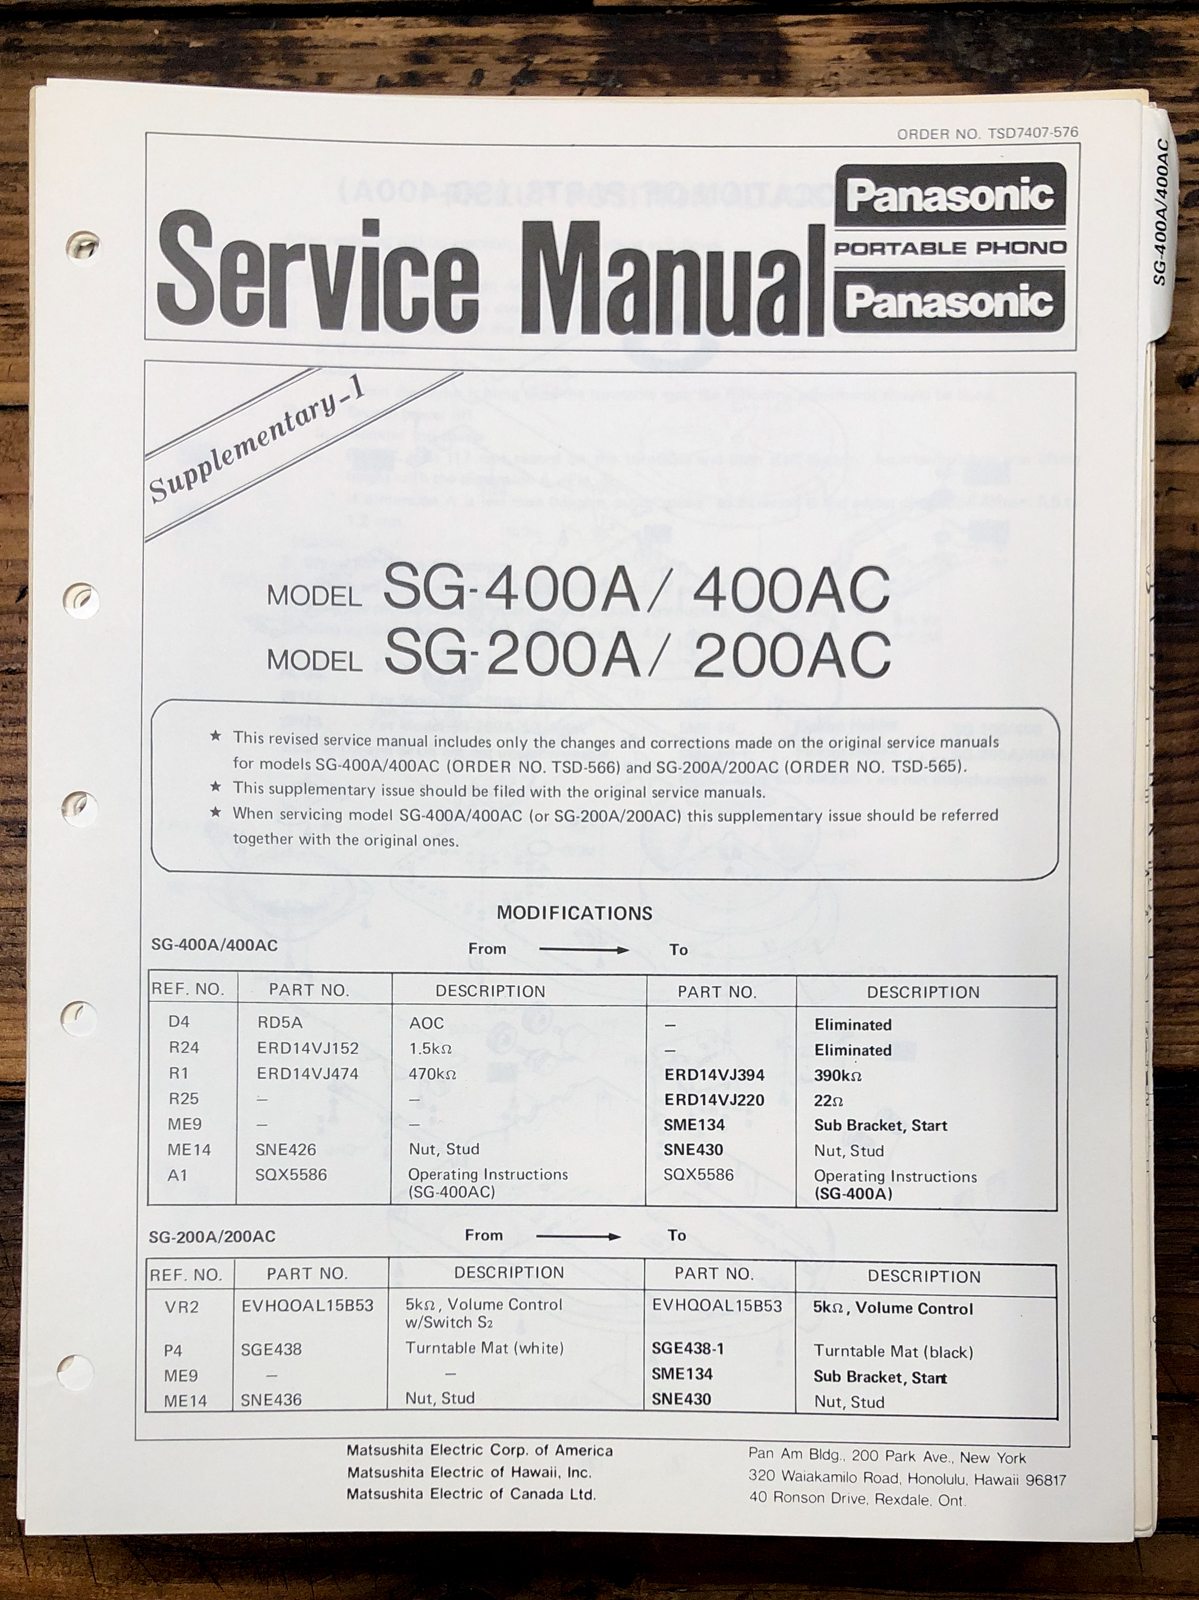 ORDER NO. TSD7407-576
SG-400A/400AC
Service Manual
Panasonic
PORTABLE PHONO
Panasonic
Supplementary-1
MODEL SG-400A/ 400AC
MODEL SG-200A/ 200AC
★ This revised service manual includes only the changes and corrections made on the original service manuals
for models SG-400A/400AC (ORDER NO. TSD-566) and SG-200A/200AC (ORDER NO. TSD-565).
★ This supplementary issue should be filed with the original service manuals.
★ When servicing model SG-400A/400AC (or SG-200A/200AC) this supplementary issue should be referred
together with the original ones.
MODIFICATIONS
SG-400A/400AC From → To
REF. NO. PART NO. DESCRIPTION PART NO. DESCRIPTION
D4 RD5A AOC — Eliminated
R24 ERD14VJ152 1.5kΩ — Eliminated
R1 ERD14VJ474 470kΩ ERD14VJ394 390kΩ
R25 — — ERD14VJ220 22Ω
ME9 — — SME134 Sub Bracket, Start
ME14 SNE426 Nut, Stud SNE430 Nut, Stud
A1 SQX5586 Operating Instructions SQX5586 Operating Instructions
(SG-400AC) (SG-400A)
SG-200A/200AC From → To
REF. NO. PART NO. DESCRIPTION PART NO. DESCRIPTION
VR2 EVHQOAL15B53 5kΩ, Volume Control EVHQOAL15B53 5kΩ, Volume Control
w/Switch S2
P4 SGE438 Turntable Mat (white) SGE438-1 Turntable Mat (black)
ME9 — — SME134 Sub Bracket, Start
ME14 SNE436 Nut, Stud SNE430 Nut, Stud
Matsushita Electric Corp. of America Pan Am Bldg., 200 Park Ave., New York
Matsushita Electric of Hawaii, Inc. 320 Waiakamilo Road, Honolulu, Hawaii 96817
Matsushita Electric of Canada Ltd. 40 Ronson Drive, Rexdale, Ont.